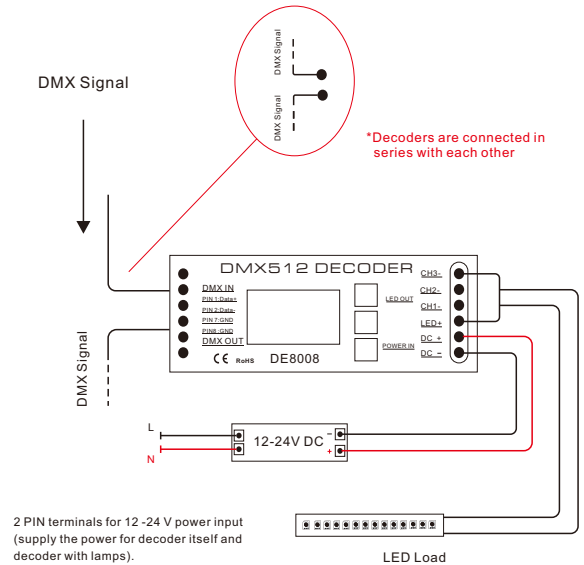 DMX Signal
DMX Signal
DMX Signal
*Decoders are connected in
series with each other
DMX512 DECODER
DMX IN
PIN 1:Data+
PIN 2:Data-
PIN 7:GND
PIN8 :GND
DMX OUT
CE RoHS DE8008
LED OUT
POWER IN
CH3-
CH2-
CH1-
LED+
DC +
DC −
DMX Signal
L
N
12-24V DC
−
+
2 PIN terminals for 12 -24 V power input
(supply the power for decoder itself and
decoder with lamps).
LED Load